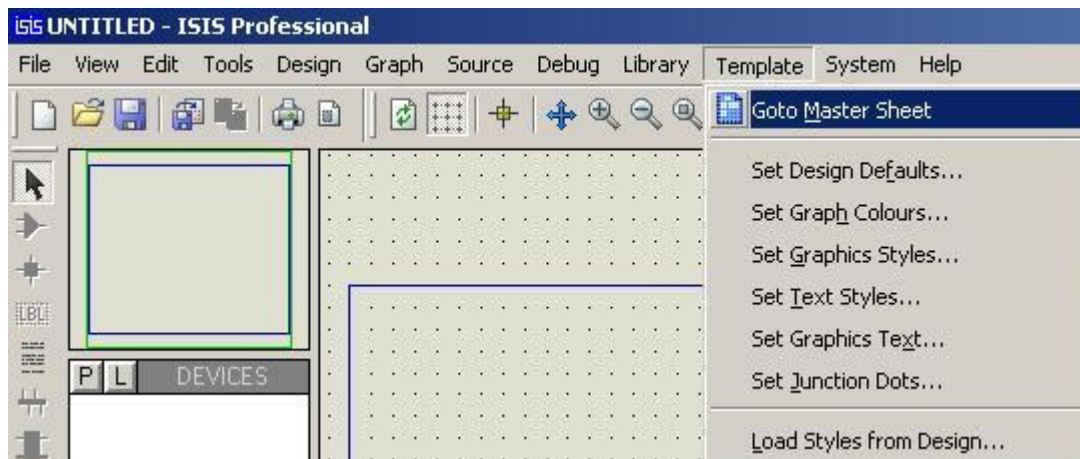 isis UNTITLED - ISIS Professional
File View Edit Tools Design Graph Source Debug Library Template System Help
Goto Master Sheet
Set Design Defaults...
Set Graph Colours...
Set Graphics Styles...
LBL
Set Text Styles...
Set Graphics Text...
P L DEVICES
Set Junction Dots...
Load Styles from Design...